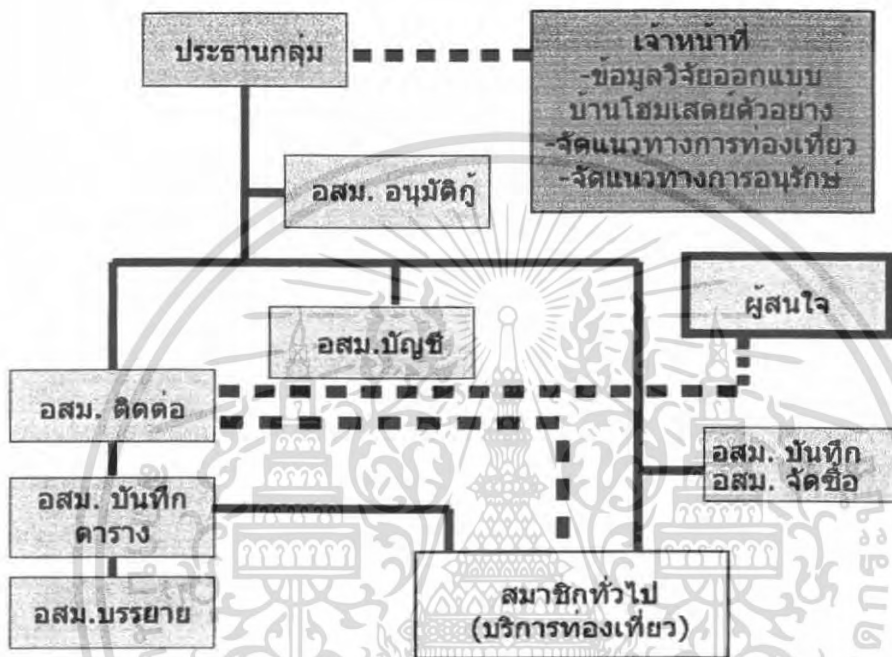 ประธานกลุ่ม
เจ้าหน้าที่
-ข้อมูลวิจัยออกแบบ
บ้านโฮมเสตย์ตัวอย่าง
-จัดแนวทางการท่องเที่ยว
-จัดแนวทางการอนุรักษ์
อสม. อนุมัติกู้
ผู้สนใจ
อสม.บัญชี
อสม. ติดต่อ
อสม. บันทึก
อสม. จัดซื้อ
อสม. บันทึก
ตาราง
สมาชิกทั่วไป
(บริการท่องเที่ยว)
อสม.บรรยาย